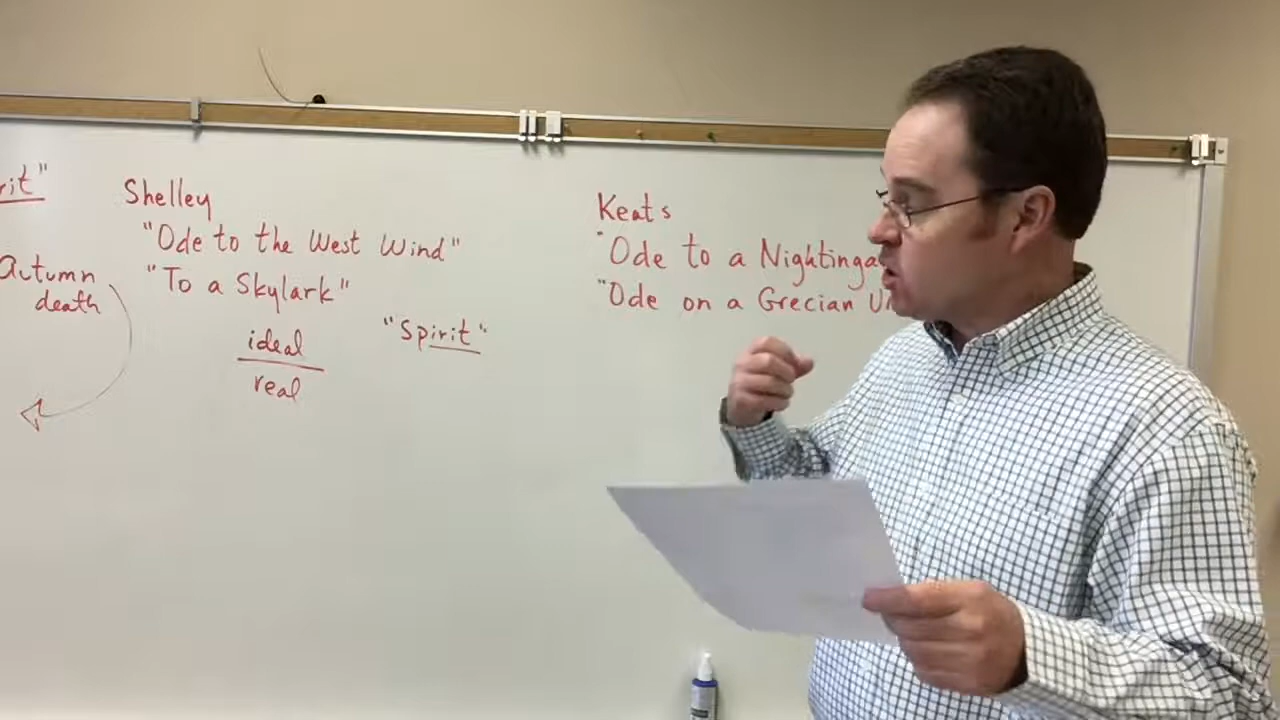 rit"
Autumn
death
Shelley
"Ode to the West Wind"
"To a Skylark"
ideal
real
"Spirit"
Keats
"Ode to a Nightinga
"Ode on a Grecian U